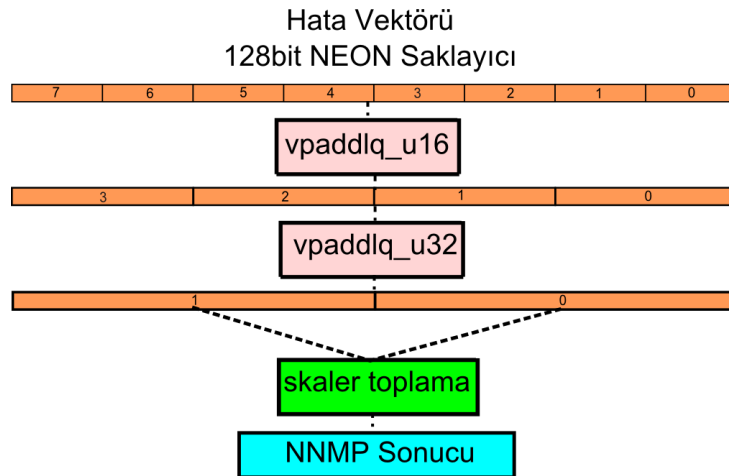 Hata Vektörü
128bit NEON Saklayıcı
7 6 5 4 3 2 1 0
vpaddlq_u16
3 2 1 0
vpaddlq_u32
1 0
skaler toplama
NNMP Sonucu